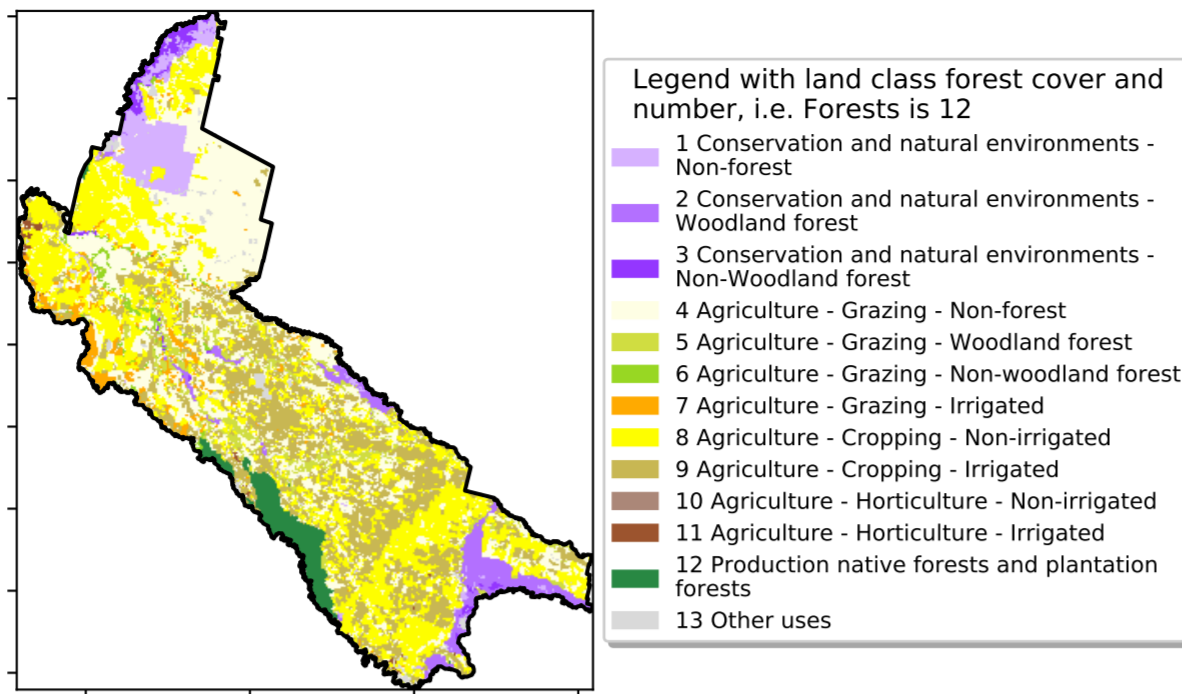 Legend with land class forest cover and
number, i.e. Forests is 12
1 Conservation and natural environments -
Non-forest
2 Conservation and natural environments -
Woodland forest
3 Conservation and natural environments -
Non-Woodland forest
4 Agriculture - Grazing - Non-forest
5 Agriculture - Grazing - Woodland forest
6 Agriculture - Grazing - Non-woodland forest
7 Agriculture - Grazing - Irrigated
8 Agriculture - Cropping - Non-irrigated
9 Agriculture - Cropping - Irrigated
10 Agriculture - Horticulture - Non-irrigated
11 Agriculture - Horticulture - Irrigated
12 Production native forests and plantation
forests
13 Other uses